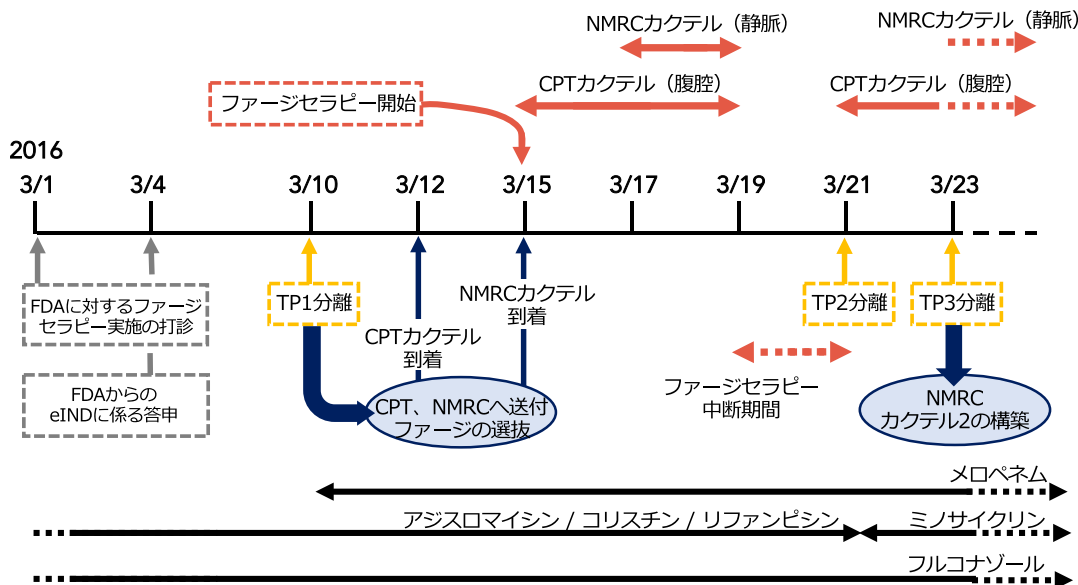 NMRCカクテル（静脈）
NMRCカクテル（静脈）
CPTカクテル（腹腔）
CPTカクテル（腹腔）
ファージセラピー開始
2016
3/1
3/4
3/10
3/12
3/15
3/17
3/19
3/21
3/23
FDAに対するファージ
セラピー実施の打診
TP1分離
NMRCカクテル
到着
TP2分離
TP3分離
CPTカクテル
到着
ファージセラピー
中断期間
FDAからの
eINDに係る答申
CPT、NMRCへ送付
ファージの選抜
NMRC
カクテル2の構築
メロペネム
アジスロマイシン / コリスチン / リファンピシン
ミノサイクリン
フルコナゾール